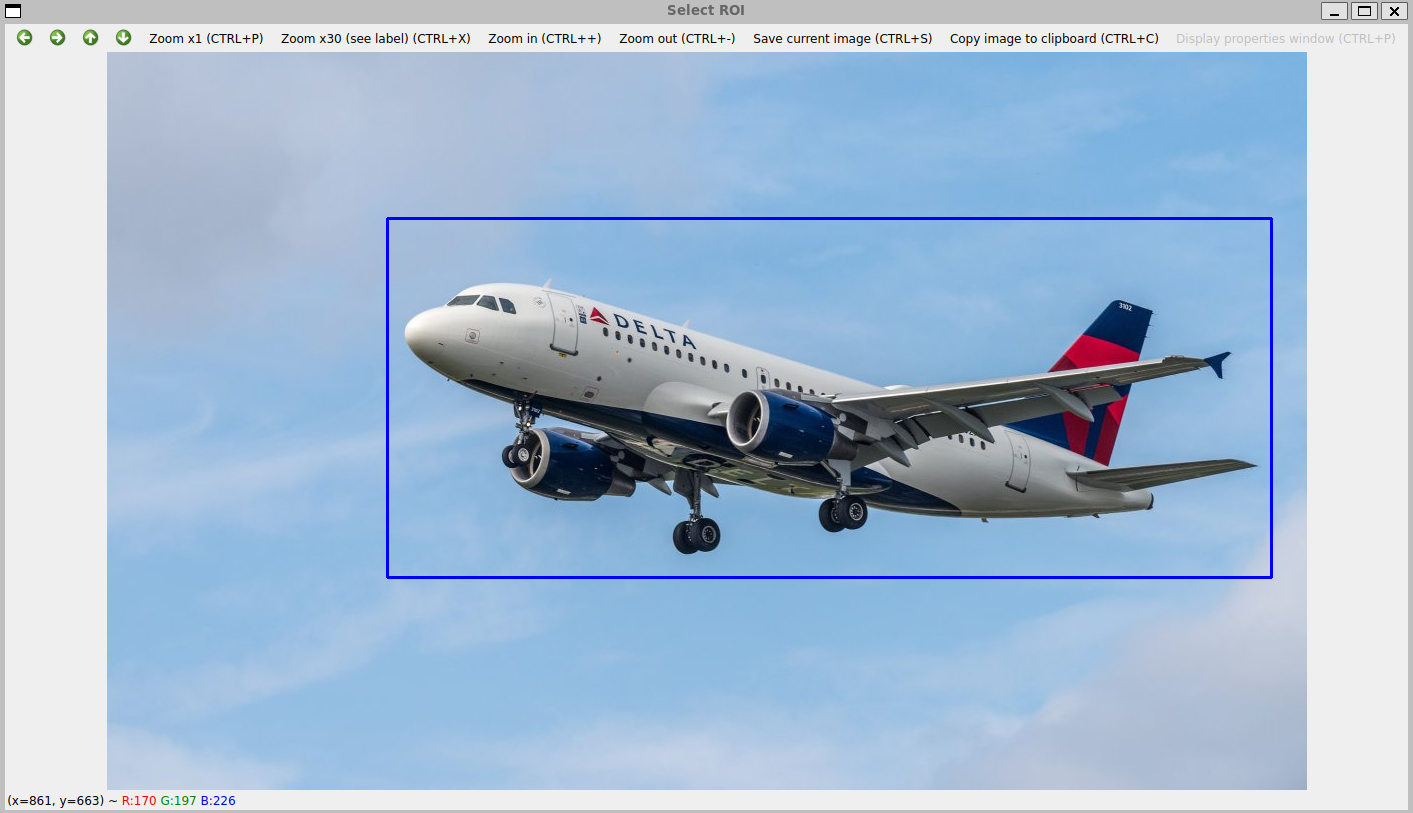 Select ROI
Zoom x1 (CTRL+P) Zoom x30 (see label) (CTRL+X) Zoom in (CTRL++) Zoom out (CTRL+-) Save current image (CTRL+S) Copy image to clipboard (CTRL+C) Display properties window (CTRL+P)
3102
DELTA
(x=861, y=663) ~ R:170 G:197 B:226